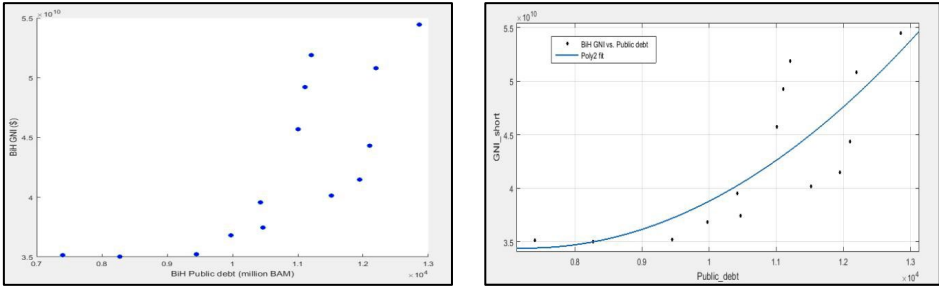 ×10^10
5.5
5
4.5
4
3.5
BiH GNI ($)
0.7 0.8 0.9 1 1.1 1.2 1.3
×10^4
BiH Public debt (million BAM)
×10^10
5.5
5
4.5
4
3.5
GNI_short
BiH GNI vs. Public debt
Poly2 fit
0.8 0.9 1 1.1 1.2 1.3
×10^4
Public_debt